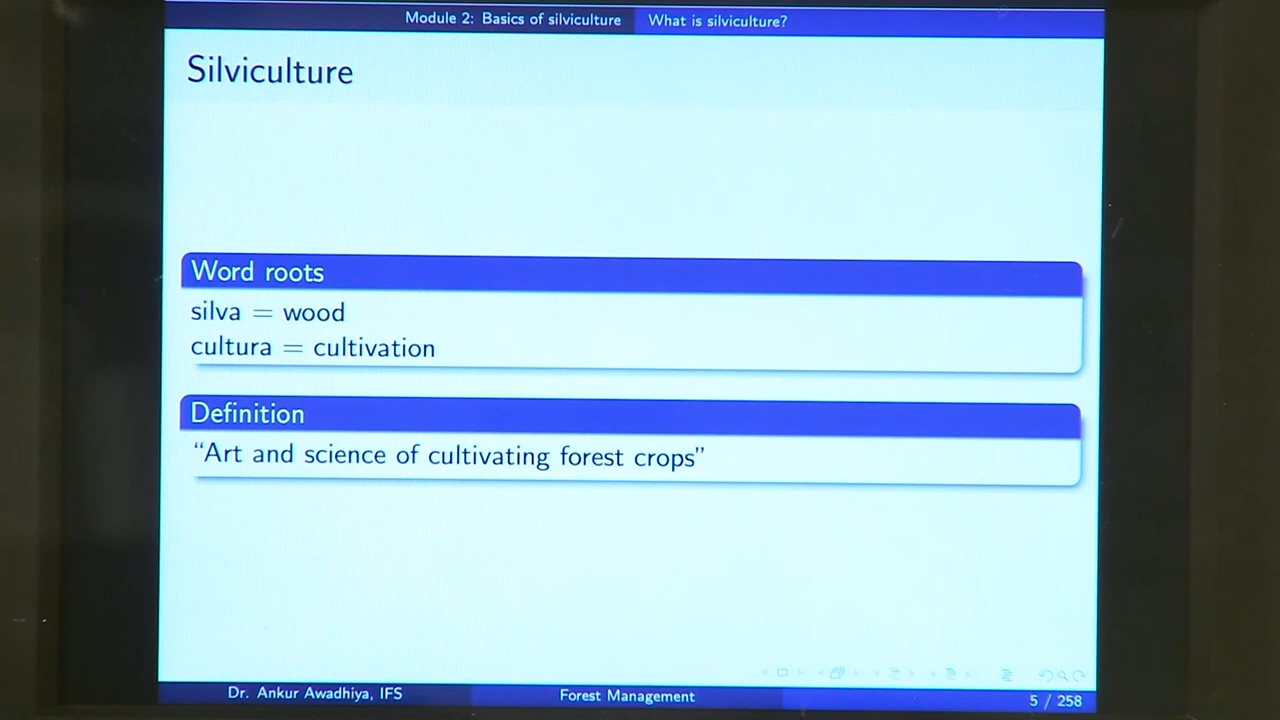 Module 2: Basics of silviculture What is silviculture?
Silviculture
Word roots
silva = wood
cultura = cultivation
Definition
“Art and science of cultivating forest crops”
Dr. Ankur Awadhiya, IFS Forest Management 5 / 258